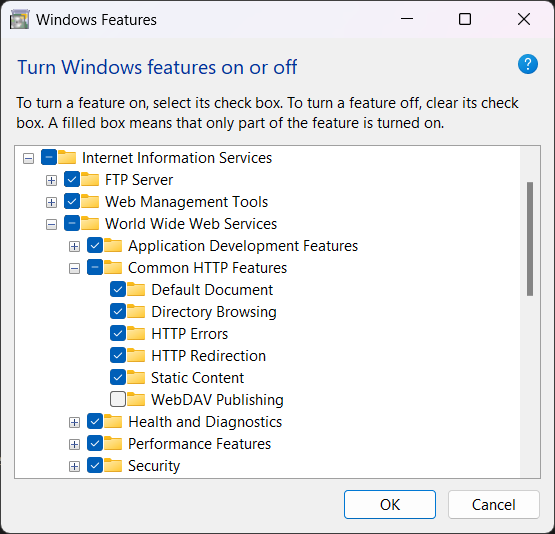 Windows Features
Turn Windows features on or off
To turn a feature on, select its check box. To turn a feature off, clear its check
box. A filled box means that only part of the feature is turned on.
Internet Information Services
FTP Server
Web Management Tools
World Wide Web Services
Application Development Features
Common HTTP Features
Default Document
Directory Browsing
HTTP Errors
HTTP Redirection
Static Content
WebDAV Publishing
Health and Diagnostics
Performance Features
Security
OK
Cancel